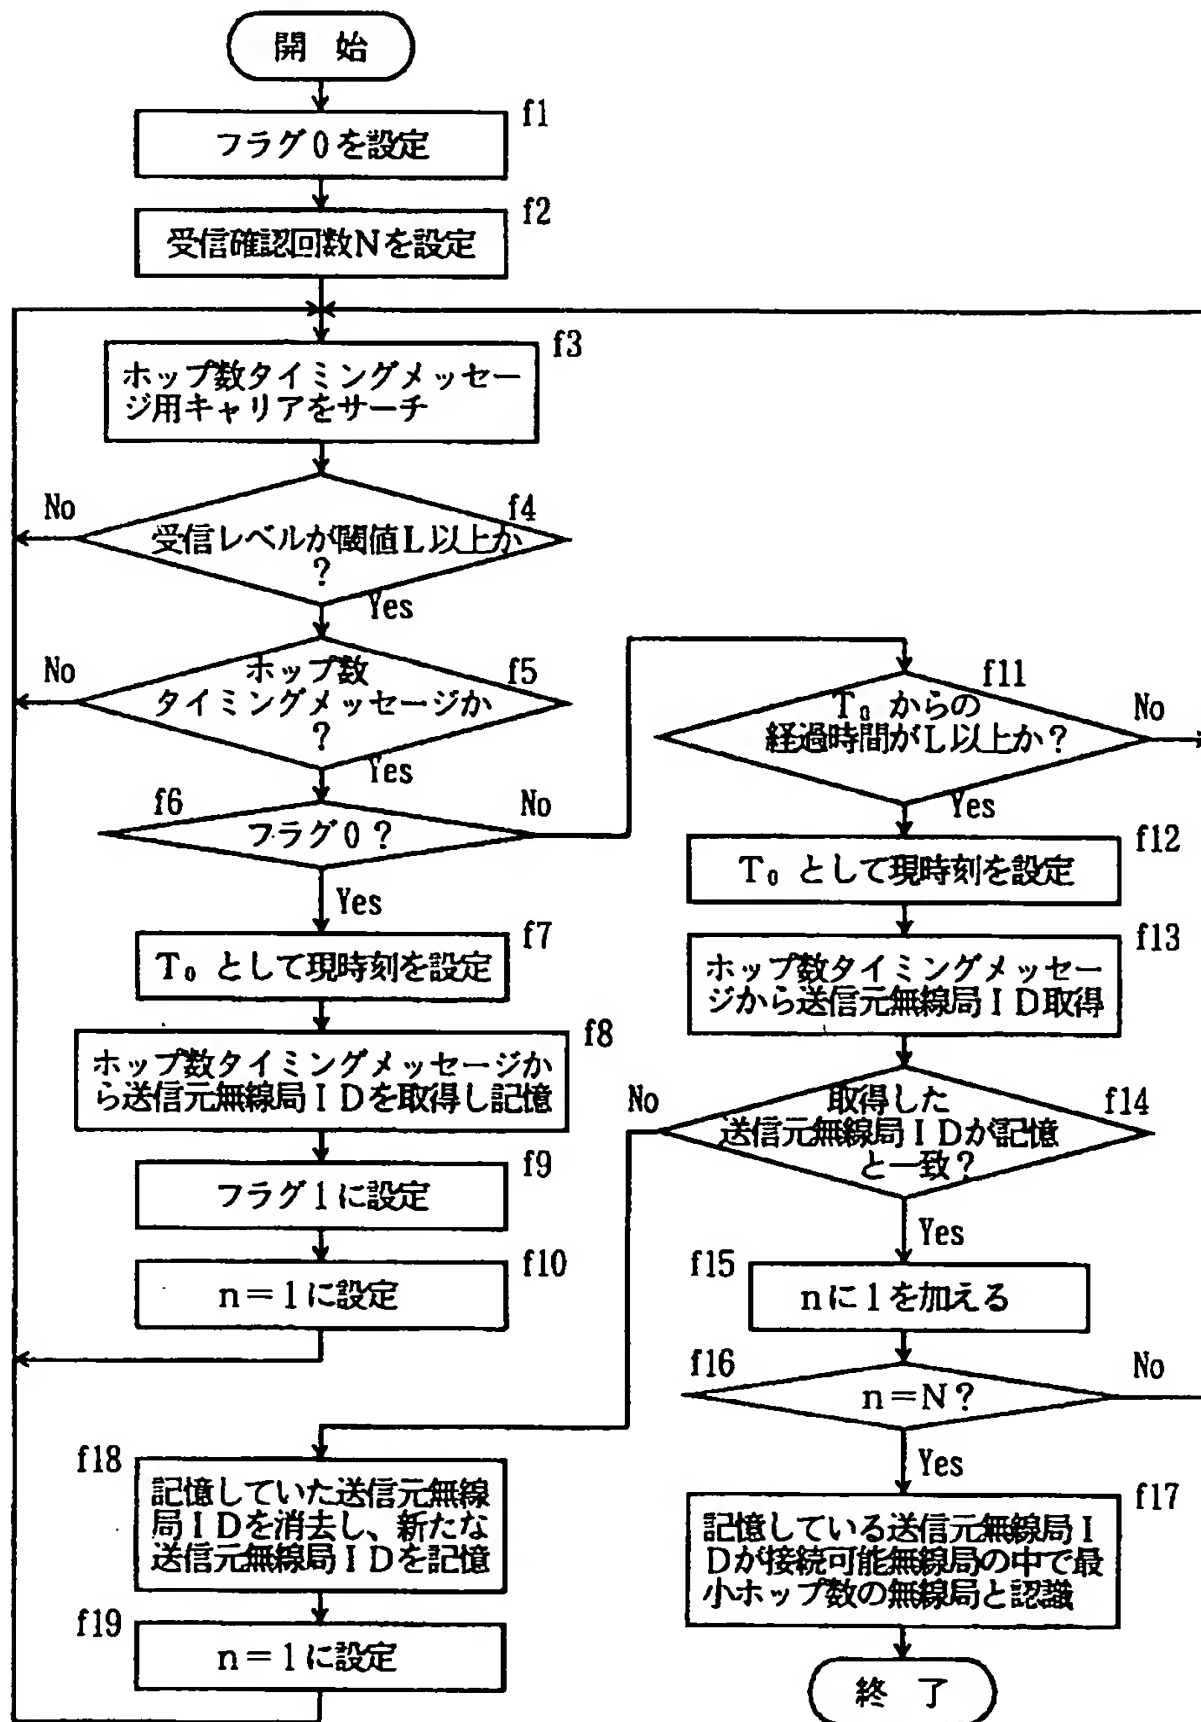 開 始
f1
フラグ0を設定
f2
受信確認回数Nを設定
f3
ホップ数タイミングメッセー
ジ用キャリアをサーチ
No
f4
受信レベルが閾値L以上か
?
Yes
No
ホップ数
f5
タイミングメッセージか
?
Yes
f6
フラグ0?
No
Yes
f7
T₀ として現時刻を設定
f8
ホップ数タイミングメッセージか
ら送信元無線局IDを取得し記憶
f9
フラグ1に設定
f10
n=1に設定
f11
T₀ からの
経過時間がL以上か?
No
Yes
f12
T₀ として現時刻を設定
f13
ホップ数タイミングメッセー
ジから送信元無線局ID取得
No
取得した
f14
送信元無線局IDが記憶
と一致?
Yes
f15
nに1を加える
f16
n=N?
No
Yes
f17
記憶している送信元無線局I
Dが接続可能無線局の中で最
小ホップ数の無線局と認識
終 了
f18
記憶していた送信元無線
局IDを消去し、新たな
送信元無線局IDを記憶
f19
n=1に設定